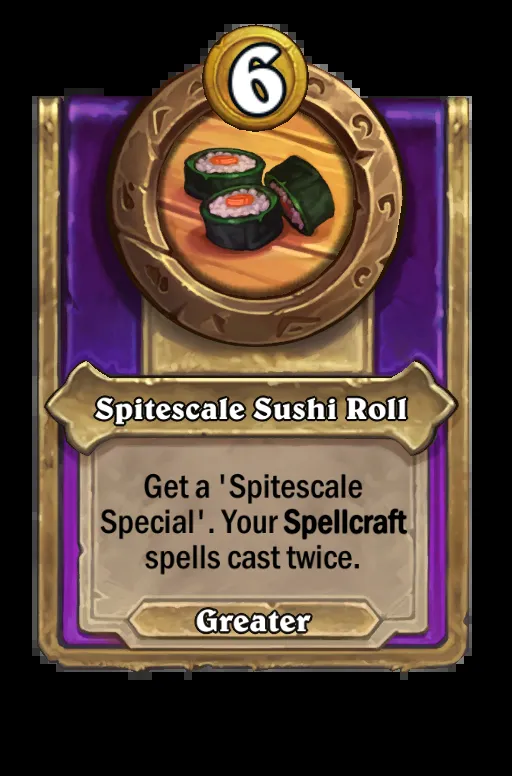 6
Spitescale Sushi Roll
Get a 'Spitescale
Special'. Your Spellcraft
spells cast twice.
Greater